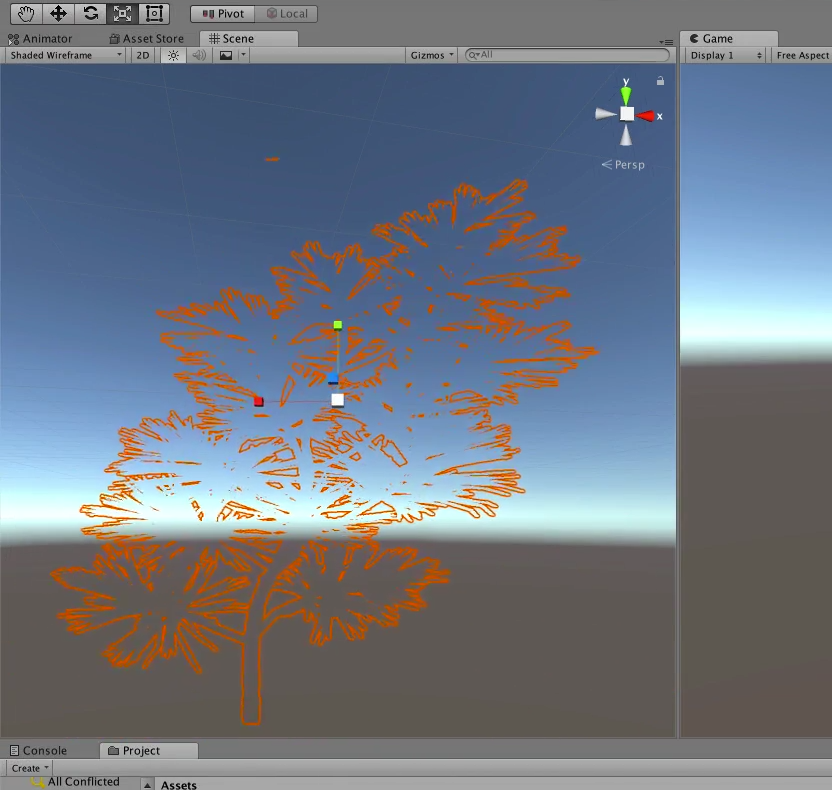 Pivot Local
Animator Asset Store Scene Game
Shaded Wireframe 2D Gizmos All Display 1 Free Aspect
y
x
Persp
Console Project
Create
All Conflicted Assets